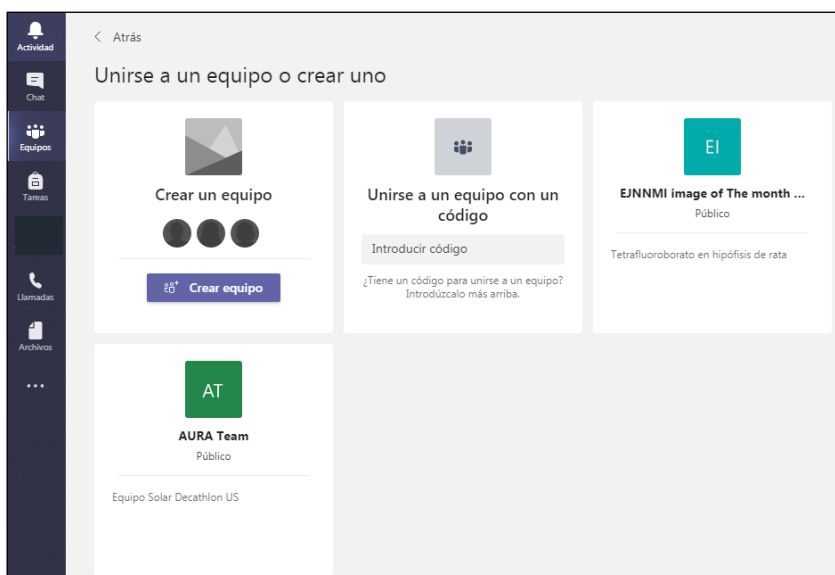 Actividad
Chat
Equipos
Tareas
Llamadas
Archivos
Atrás
Unirse a un equipo o crear uno
Crear un equipo
Crear equipo
Unirse a un equipo con un
código
Introducir código
¿Tiene un código para unirse a un equipo?
Introdúzcalo más arriba.
EI
EJNNMI image of The month ...
Público
Tetrafluoroborato en hipófisis de rata
AT
AURA Team
Público
Equipo Solar Decathlon US